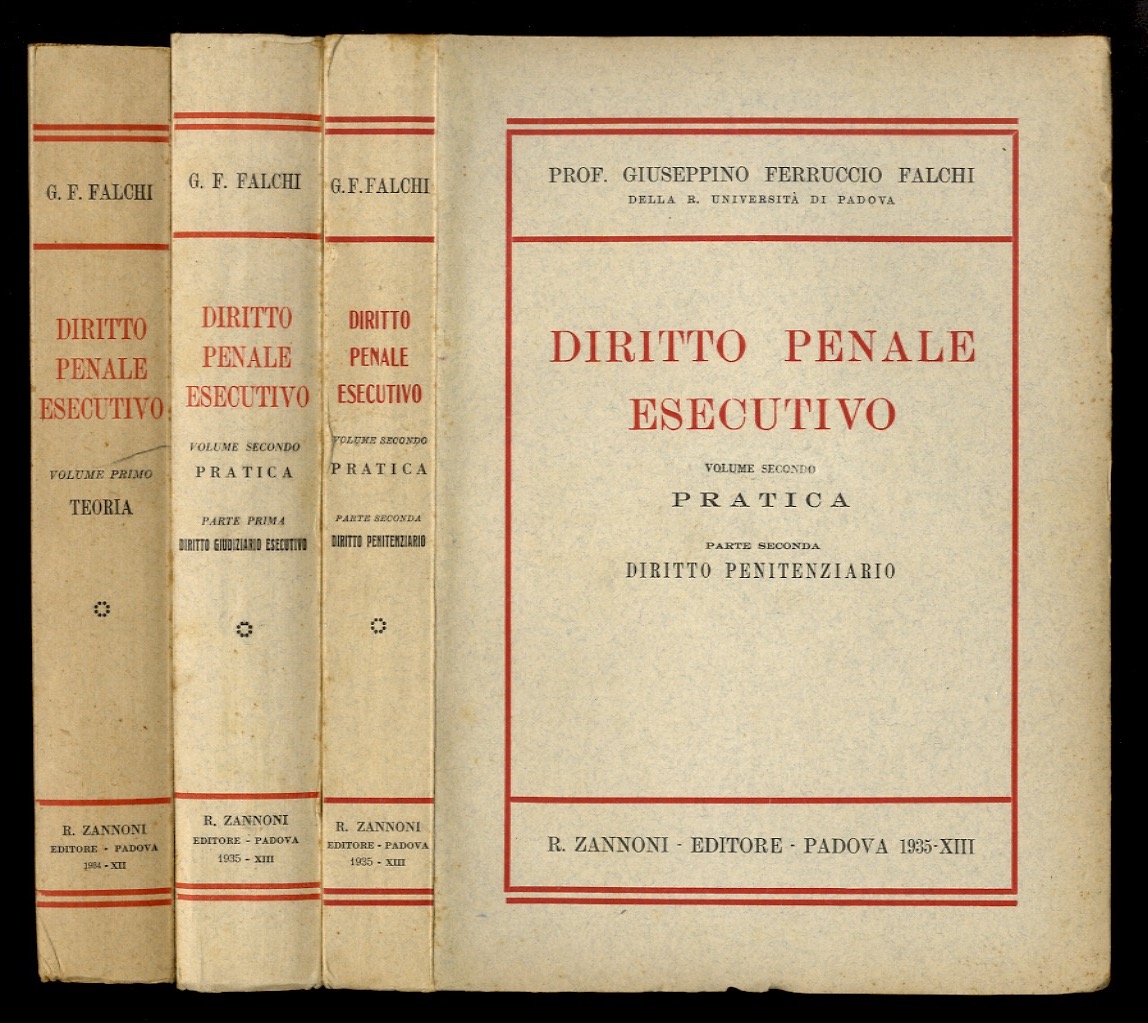 G. F. FALCHI
DIRITTO
PENALE
ESECUTIVO
VOLUME PRIMO
TEORIA
R. ZANNONI
EDITORE - PADOVA
1934 - XII
G. F. FALCHI
DIRITTO
PENALE
ESECUTIVO
VOLUME SECONDO
PRATICA
PARTE PRIMA
DIRITTO GIUDIZIARIO ESECUTIVO
R. ZANNONI
EDITORE - PADOVA
1935 - XIII
G. F. FALCHI
DIRITTO
PENALE
ESECUTIVO
VOLUME SECONDO
PRATICA
PARTE SECONDA
DIRITTO PENITENZIARIO
R. ZANNONI
EDITORE - PADOVA
1935 - XIII
PROF. GIUSEPPINO FERRUCCIO FALCHI
DELLA R. UNIVERSITÀ DI PADOVA
DIRITTO PENALE
ESECUTIVO
VOLUME SECONDO
PRATICA
PARTE SECONDA
DIRITTO PENITENZIARIO
R. ZANNONI - EDITORE - PADOVA 1935-XIII